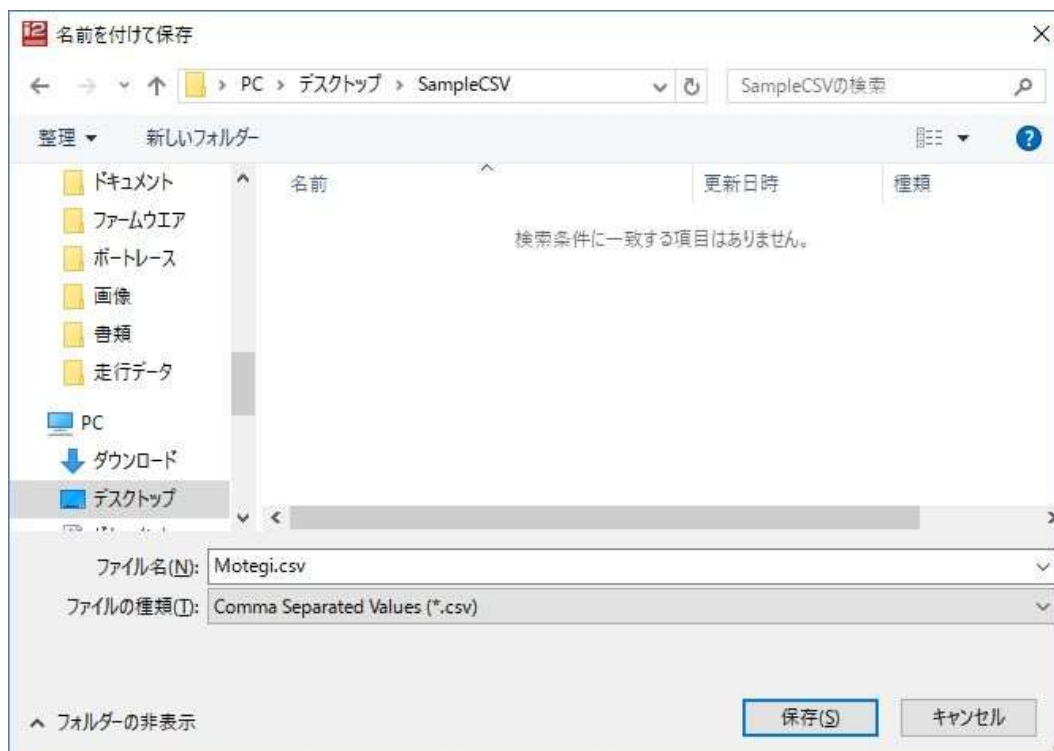 i2
名前を付けて保存
PC > デスクトップ > SampleCSV
SampleCSVの検索
整理
新しいフォルダー
ドキュメント
ファームウエア
ボートレース
画像
書類
走行データ
PC
ダウンロード
デスクトップ
名前
更新日時
種類
検索条件に一致する項目はありません。
ファイル名(N): Motegi.csv
ファイルの種類(T): Comma Separated Values (*.csv)
フォルダーの非表示
保存(S)
キャンセル